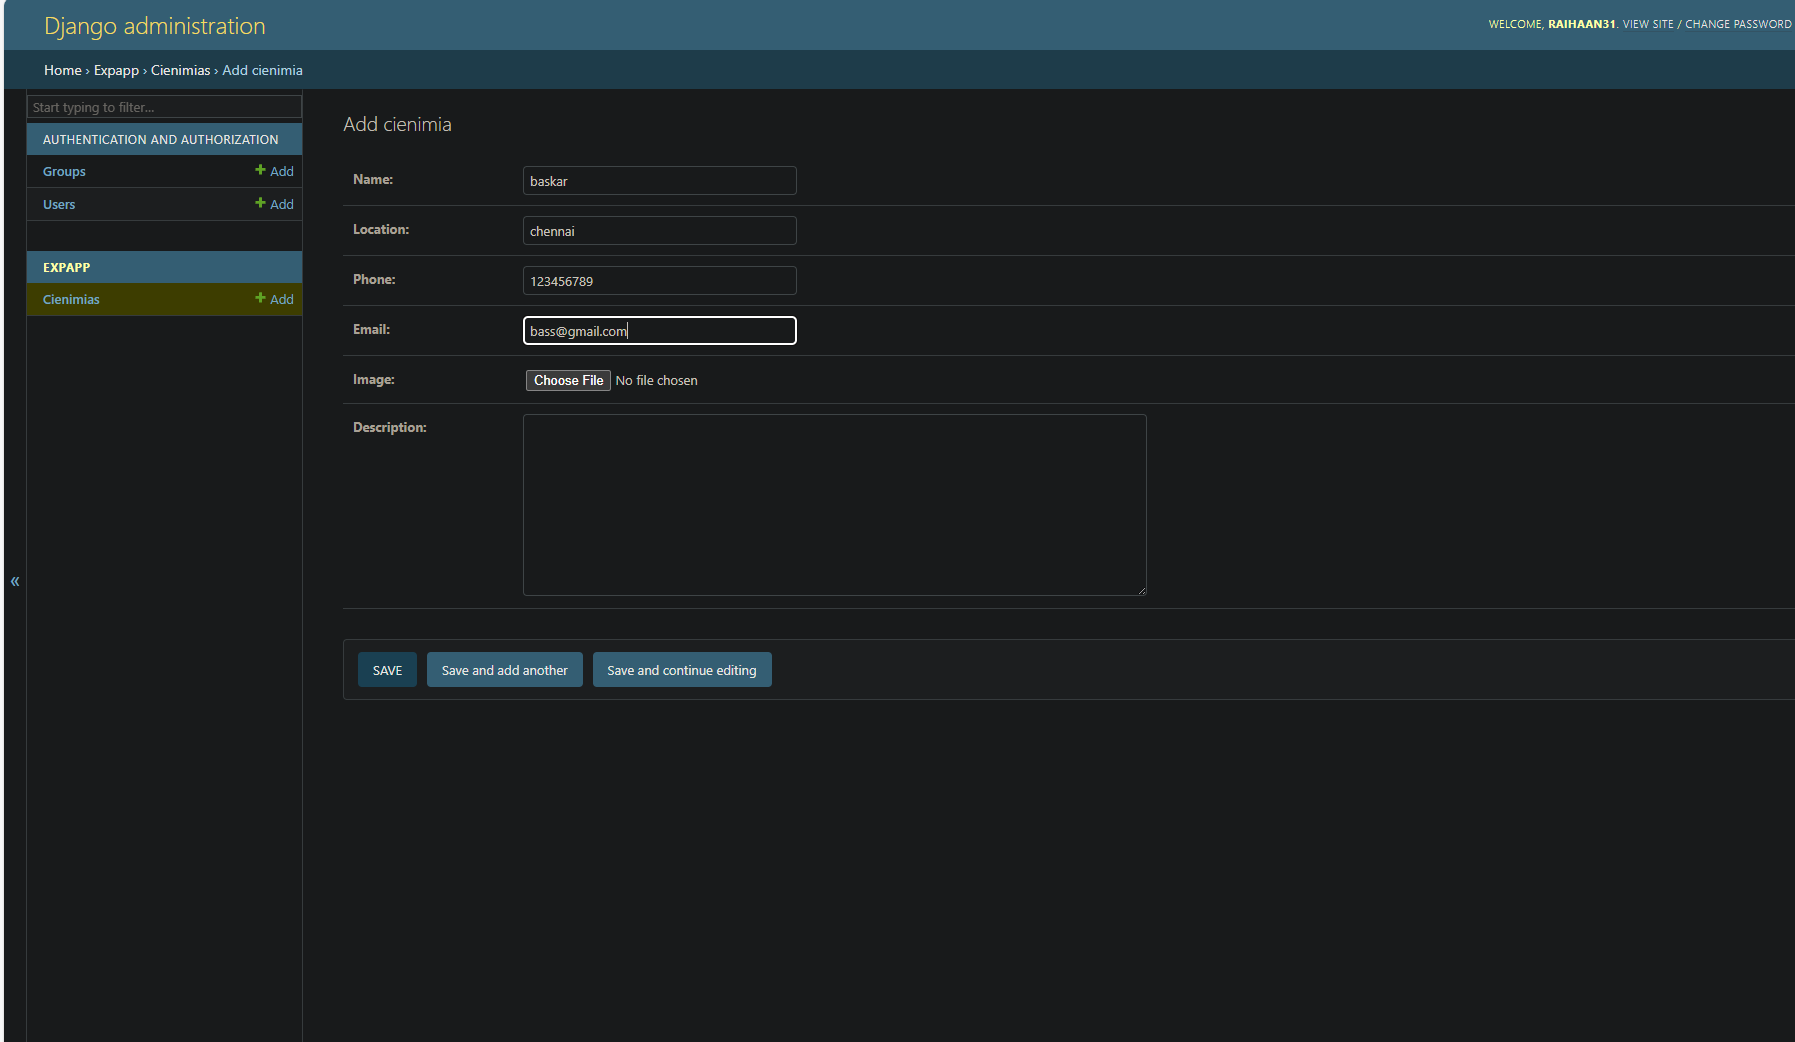 Django administration
WELCOME, RAIHAAN31. VIEW SITE / CHANGE PASSWORD
Home › Expapp › Cienimias › Add cienimia
Start typing to filter...
AUTHENTICATION AND AUTHORIZATION
Groups + Add
Users + Add
EXPAPP
Cienimias + Add
«
Add cienimia
Name: baskar
Location: chennai
Phone: 123456789
Email: bass@gmail.com
Image: Choose File No file chosen
Description:
SAVE Save and add another Save and continue editing